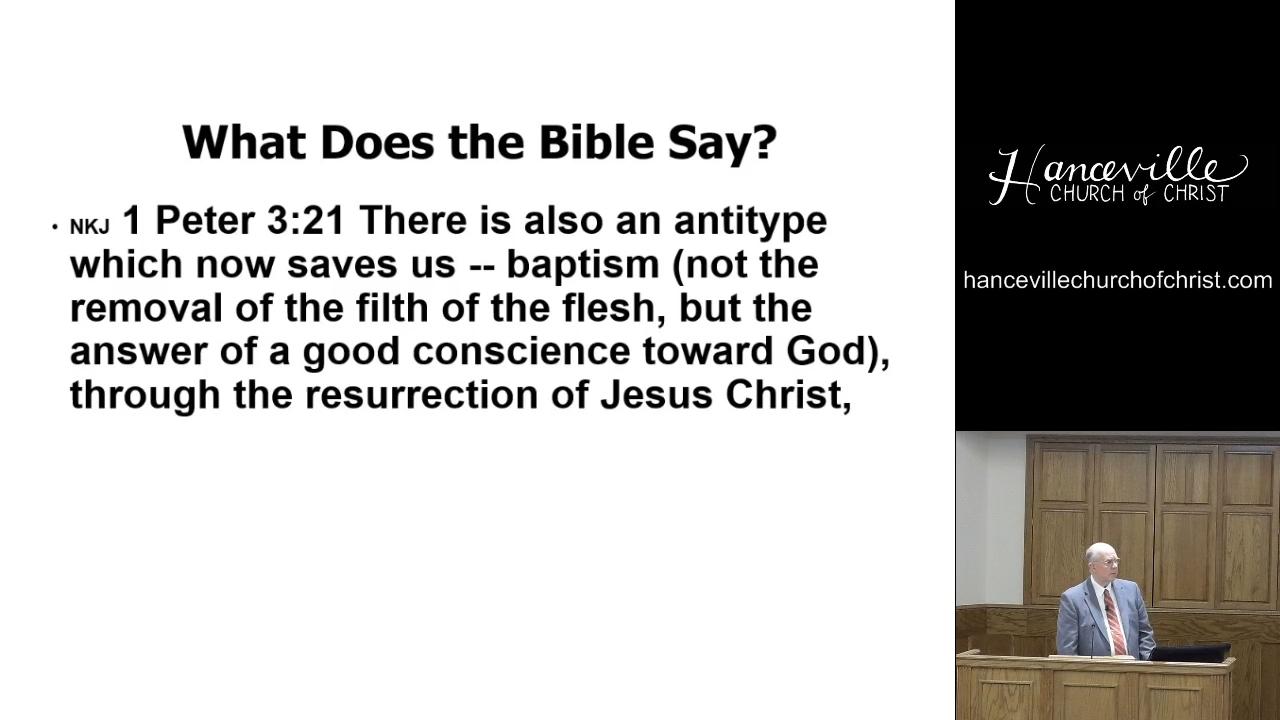 What Does the Bible Say?
• NKJ 1 Peter 3:21 There is also an antitype
which now saves us -- baptism (not the
removal of the filth of the flesh, but the
answer of a good conscience toward God),
through the resurrection of Jesus Christ,
Hanceville
CHURCH of CHRIST
hancevillechurchofchrist.com